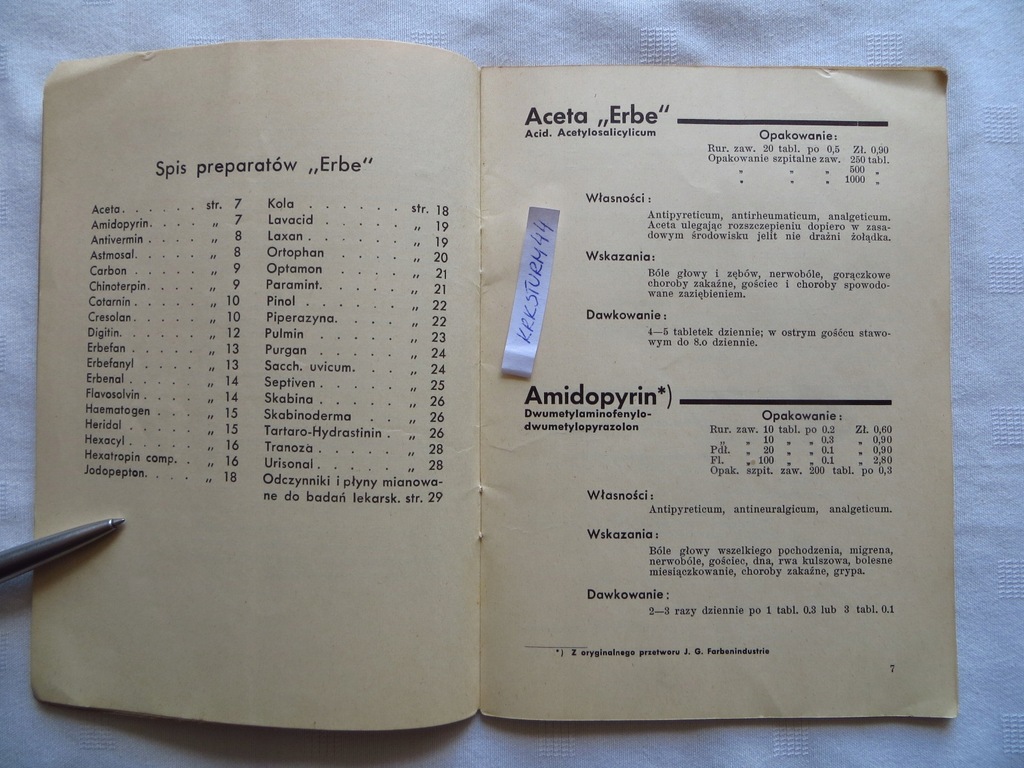 Spis preparatów „Erbe"
Aceta . . . . . . str. 7
Amidopyrin . . . . „ 7
Antivermin . . . . „ 8
Astmosal . . . . . „ 8
Carbon . . . . . . „ 9
Chinoterpin . . . . „ 9
Cotarnin . . . . . „ 10
Cresolan . . . . . „ 10
Digitin . . . . . . „ 12
Erbefan . . . . . „ 13
Erbefanyl . . . . „ 13
Erbenal . . . . . „ 14
Flavosolvin . . . . „ 14
Haematogen . . . . „ 15
Heridal . . . . . „ 15
Hexacyl . . . . . „ 16
Hexatropin comp. . . „ 16
Jodopepton . . . . „ 18
Kola . . . . . . str. 18
Lavacid . . . . . „ 19
Laxan . . . . . . „ 19
Ortophan . . . . „ 20
Optamon . . . . „ 21
Paramint . . . . . „ 21
Pinol . . . . . . „ 22
Piperazyna . . . . „ 22
Pulmin . . . . . „ 23
Purgan . . . . . „ 24
Sacch. uvicum . . . „ 24
Septiven . . . . . „ 25
Skabina . . . . . „ 26
Skabinoderma . . „ 26
Tartaro-Hydrastinin . „ 26
Tranoza . . . . . „ 28
Urisonal . . . . . „ 28
Odczynniki i płyny mianowa-
ne do badań lekarsk. str. 29
KRKSTURM44
Aceta „Erbe"
Acid. Acetylosalicylicum
Opakowanie:
Rur. zaw. 20 tabl. po 0,5 Zł. 0,90
Opakowanie szpitalne zaw. 250 tabl.
„ „ „ 500 „
„ „ „ 1000 „
Własności:
Antipyreticum, antirheumaticum, analgeticum.
Aceta ulegając rozszczepieniu dopiero w zasa-
dowym środowisku jelit nie drażni żołądka.
Wskazania:
Bóle głowy i zębów, nerwobóle, gorączkowe
choroby zakaźne, gościec i choroby spowodo-
wane zaziębieniem.
Dawkowanie:
4—5 tabletek dziennie; w ostrym gośćcu stawo-
wym do 8.o dziennie.
Amidopyrin*)
Dwumetylaminofenylo-
dwumetylopyrazolon
Opakowanie:
Rur. zaw. 10 tabl. po 0.2 Zł. 0,60
„ „ 10 „ „ 0.3 „ 0,90
Pdł. „ 20 „ „ 0.1 „ 0,90
Fl. „ 100 „ „ 0.1 „ 2,80
Opak. szpit. zaw. 200 tabl. po 0,3
Własności:
Antipyreticum, antineuralgicum, analgeticum.
Wskazania:
Bóle głowy wszelkiego pochodzenia, migrena,
nerwobóle, gościec, dna, rwa kulszowa, bolesne
miesiączkowanie, choroby zakaźne, grypa.
Dawkowanie:
2—3 razy dziennie po 1 tabl. 0.3 lub 3 tabl. 0.1
*) Z oryginalnego przetworu J. G. Farbenindustrie
7